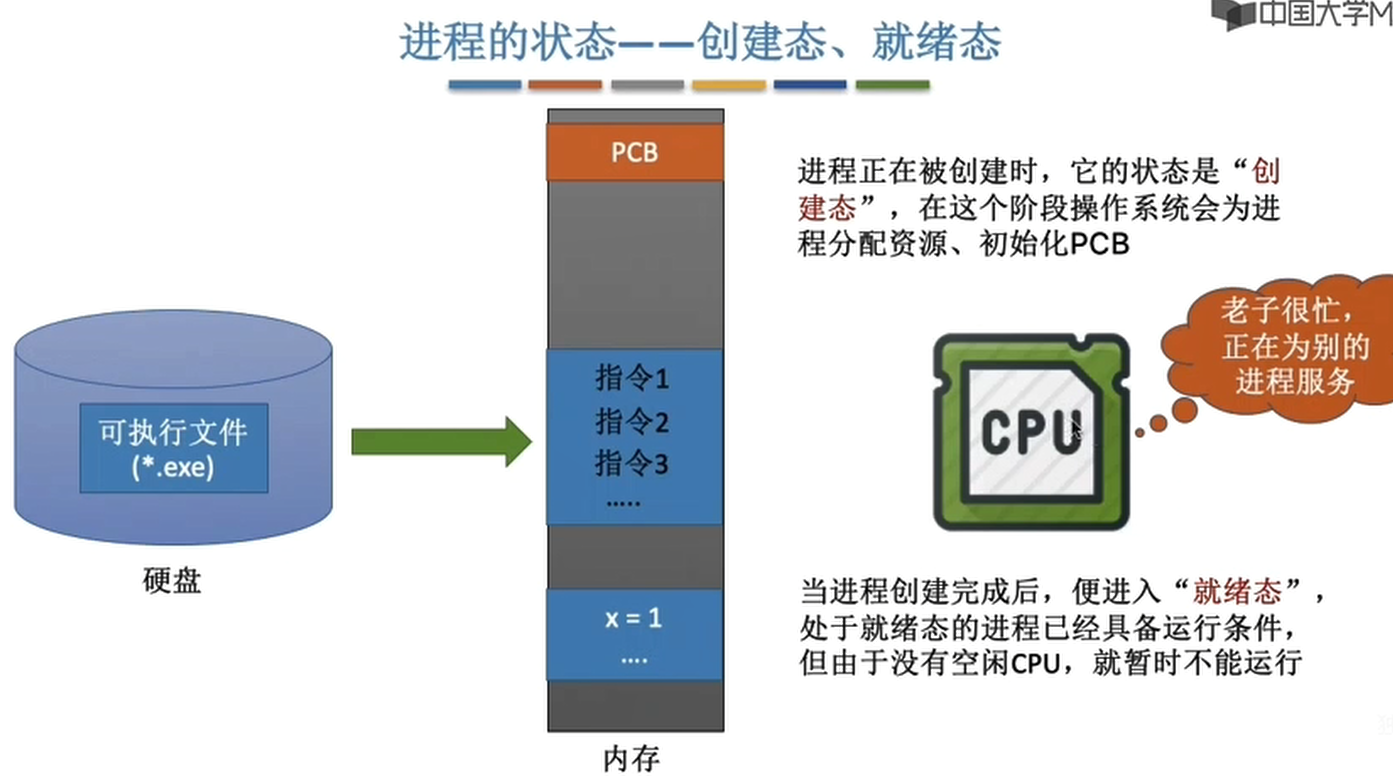 中国大学M
进程的状态——创建态、就绪态
PCB
进程正在被创建时，它的状态是“创
建态”，在这个阶段操作系统会为进
程分配资源、初始化PCB
老子很忙，
正在为别的
进程服务
可执行文件
(*.exe)
硬盘
指令1
指令2
指令3
.....
CPU
x = 1
....
内存
当进程创建完成后，便进入“就绪态”，
处于就绪态的进程已经具备运行条件，
但由于没有空闲CPU，就暂时不能运行